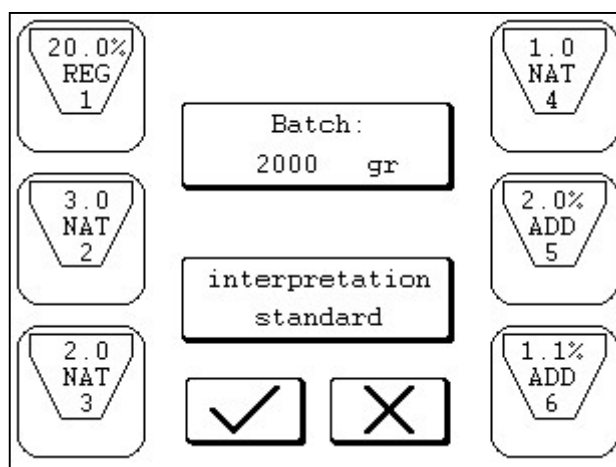 20.0%
REG
1
3.0
NAT
2
2.0
NAT
3
Batch:
2000 gr
interpretation
standard
1.0
NAT
4
2.0%
ADD
5
1.1%
ADD
6